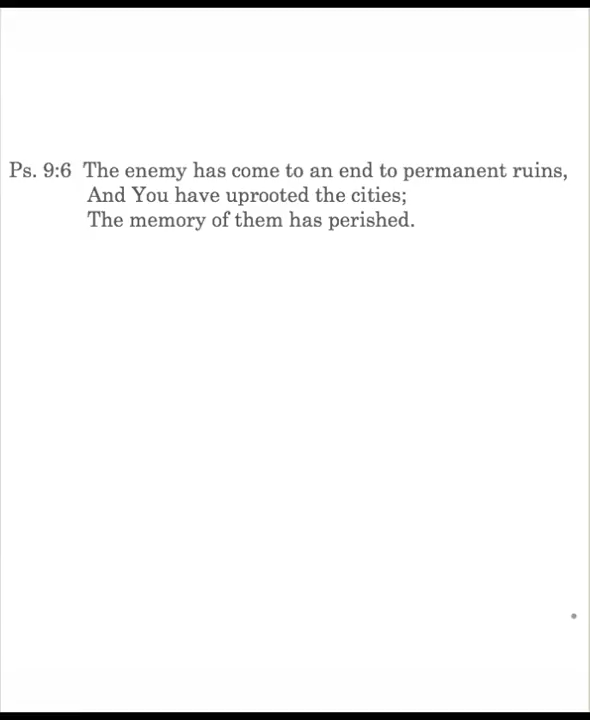 Ps. 9:6 The enemy has come to an end to permanent ruins,
And You have uprooted the cities;
The memory of them has perished.